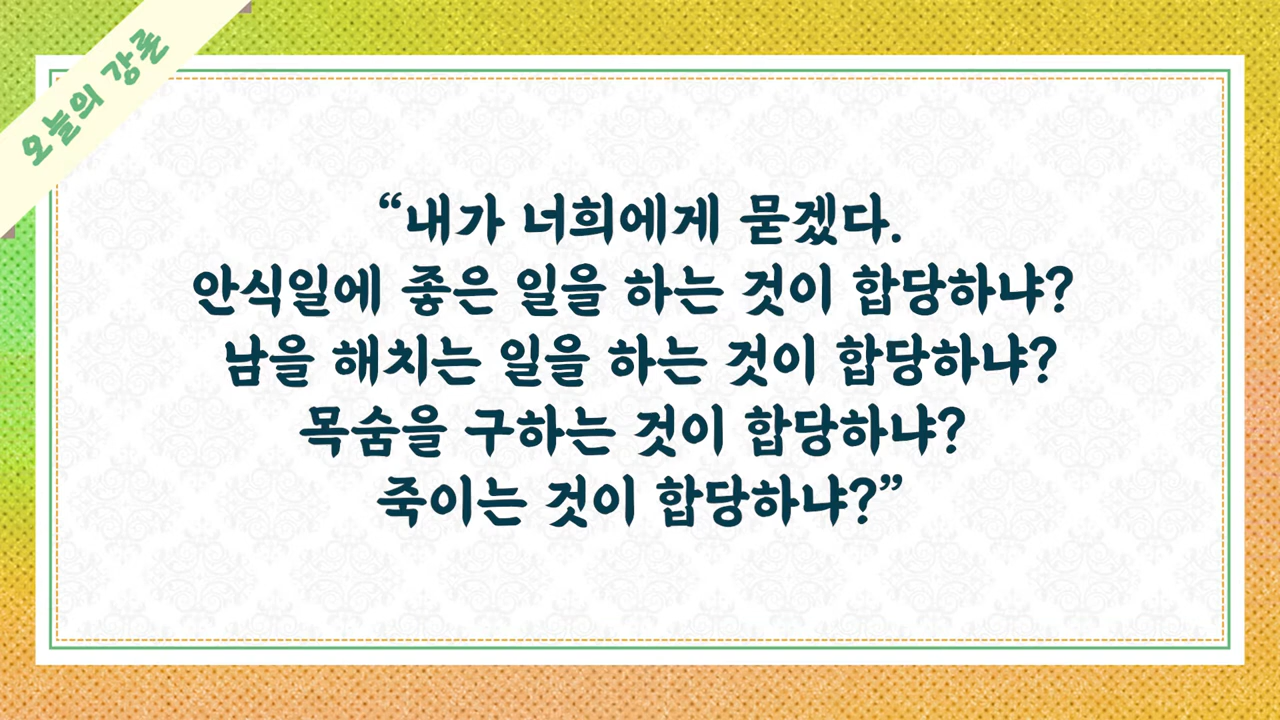 오늘의 강론
“내가 너희에게 묻겠다.
안식일에 좋은 일을 하는 것이 합당하냐?
남을 해치는 일을 하는 것이 합당하냐?
목숨을 구하는 것이 합당하냐?
죽이는 것이 합당하냐?”